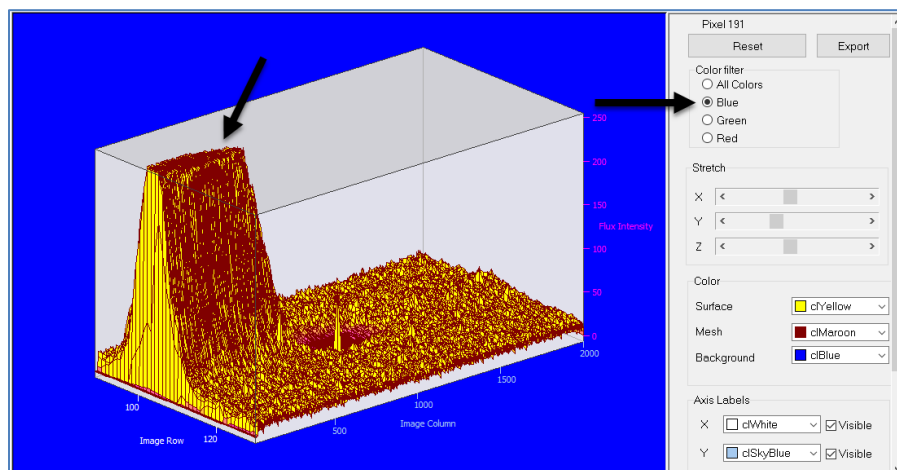 Pixel 191
Reset Export
Color filter
All Colors
Blue
Green
Red
250
200
150
100
50
0
Flux Intensity
2000
1500
1000
500
Image Column
100
120
Image Row
Stretch
X
Y
Z
Color
Surface clYellow
Mesh clMaroon
Background clBlue
Axis Labels
X clWhite Visible
Y clSkyBlue Visible